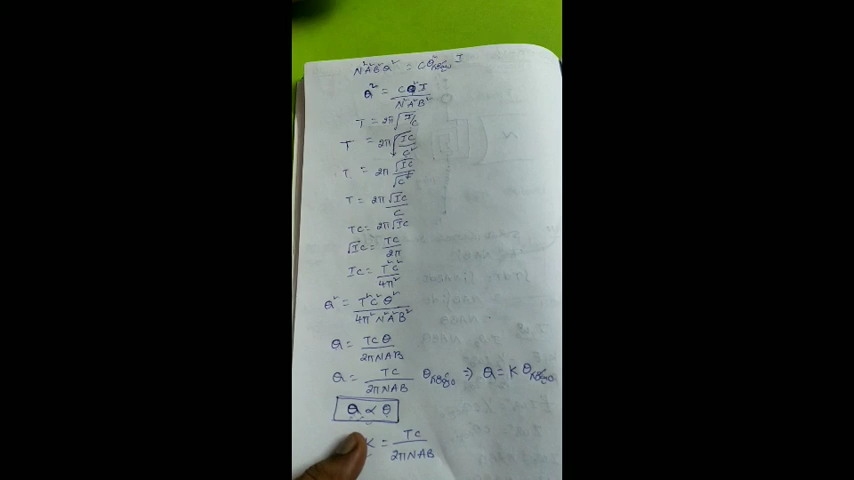 N²A²B²Q² = Cθ² I
Q² = Cθ²I / N²A²B²
T = 2π√I/C
T = 2π√IC/C²
T = 2π √IC / √C²
T = 2π√IC / C
TC = 2π√IC
√IC = TC / 2π
IC = T²C² / 4π²
Q² = T²C²θ² / 4π²N²A²B²
Q = TCθ / 2πNAB
Q = TC / 2πNAB θ ⇒ Q = Kθ
Q ∝ θ
K = TC / 2πNAB